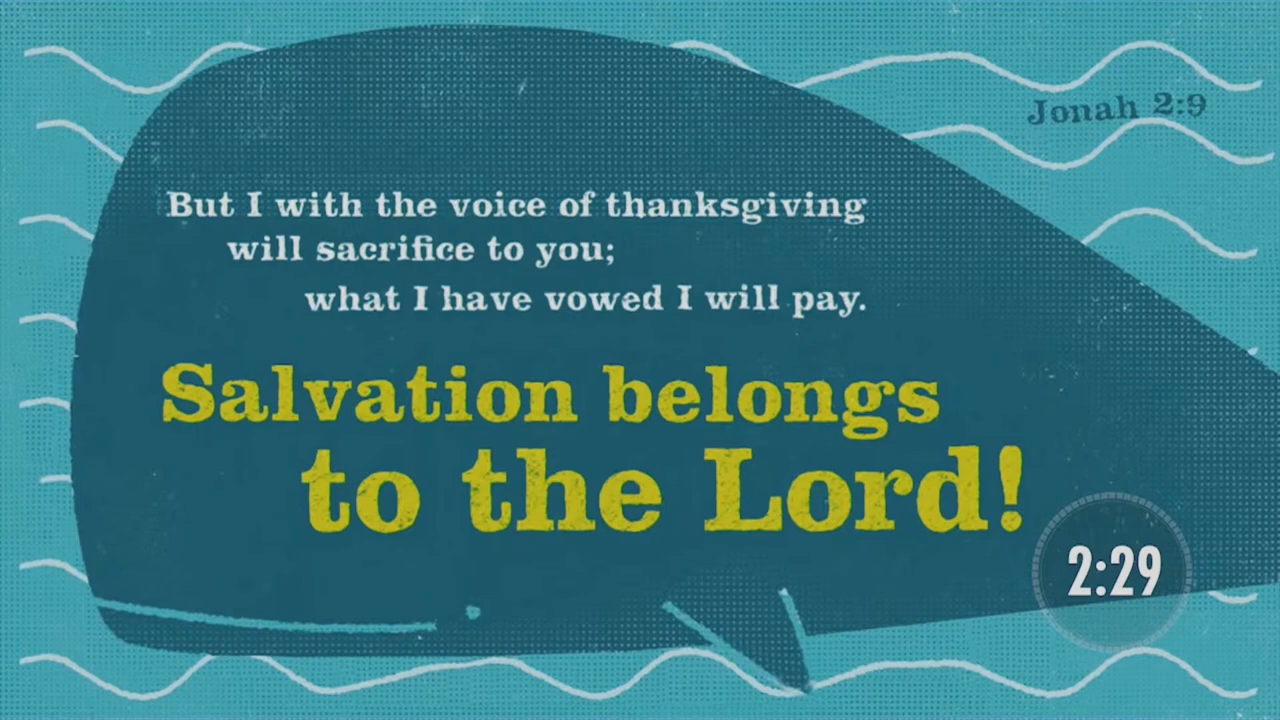 Jonah 2:9
But I with the voice of thanksgiving
will sacrifice to you;
what I have vowed I will pay.
Salvation belongs
to the Lord!
2:29